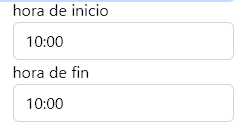 hora de inicio
10:00
hora de fin
10:00